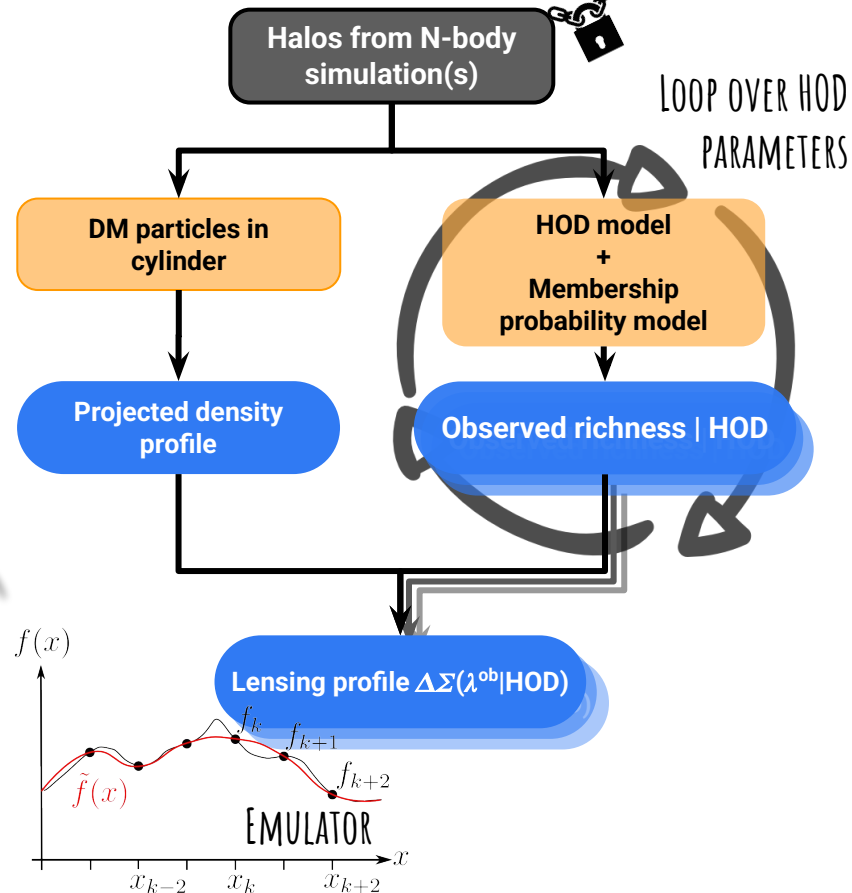 Halos from N-body
simulation(s)
LOOP OVER HOD
PARAMETERS
DM particles in
cylinder
HOD model
+
Membership
probability model
Projected density
profile
Observed richness | HOD
Lensing profile ΔΣ(λ^ob|HOD)
f(x)
f_k
f_{k+1}
f_{k+2}
f̃(x)
EMULATOR
x
x_{k−2}
x_k
x_{k+2}